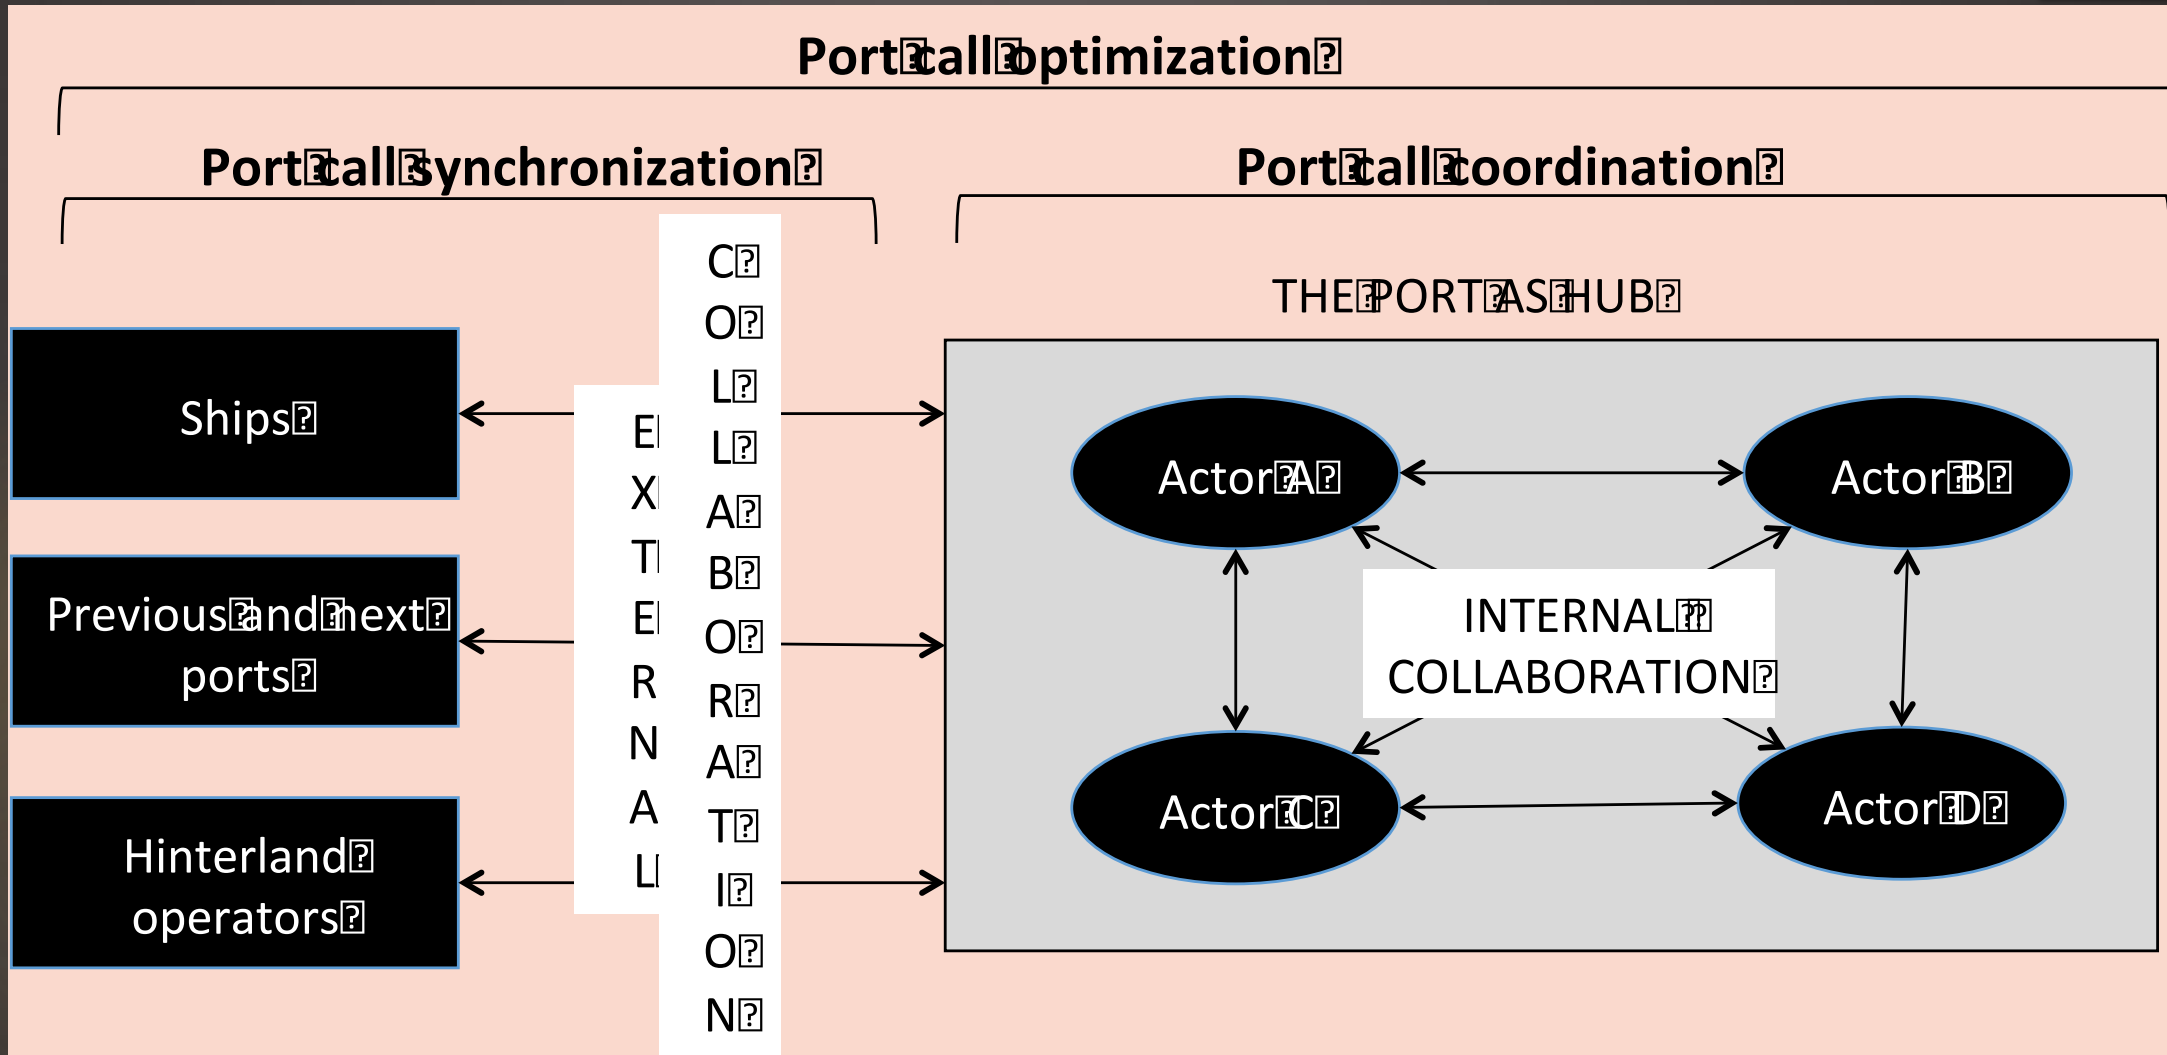 Port call optimization
Port call synchronization
Port call coordination
THE PORT AS HUB
Ships
Previous and next
ports
Hinterland
operators
E
X
T
E
R
N
A
L
C
O
L
L
A
B
O
R
A
T
I
O
N
Actor A
Actor B
INTERNAL
COLLABORATION
Actor C
Actor D